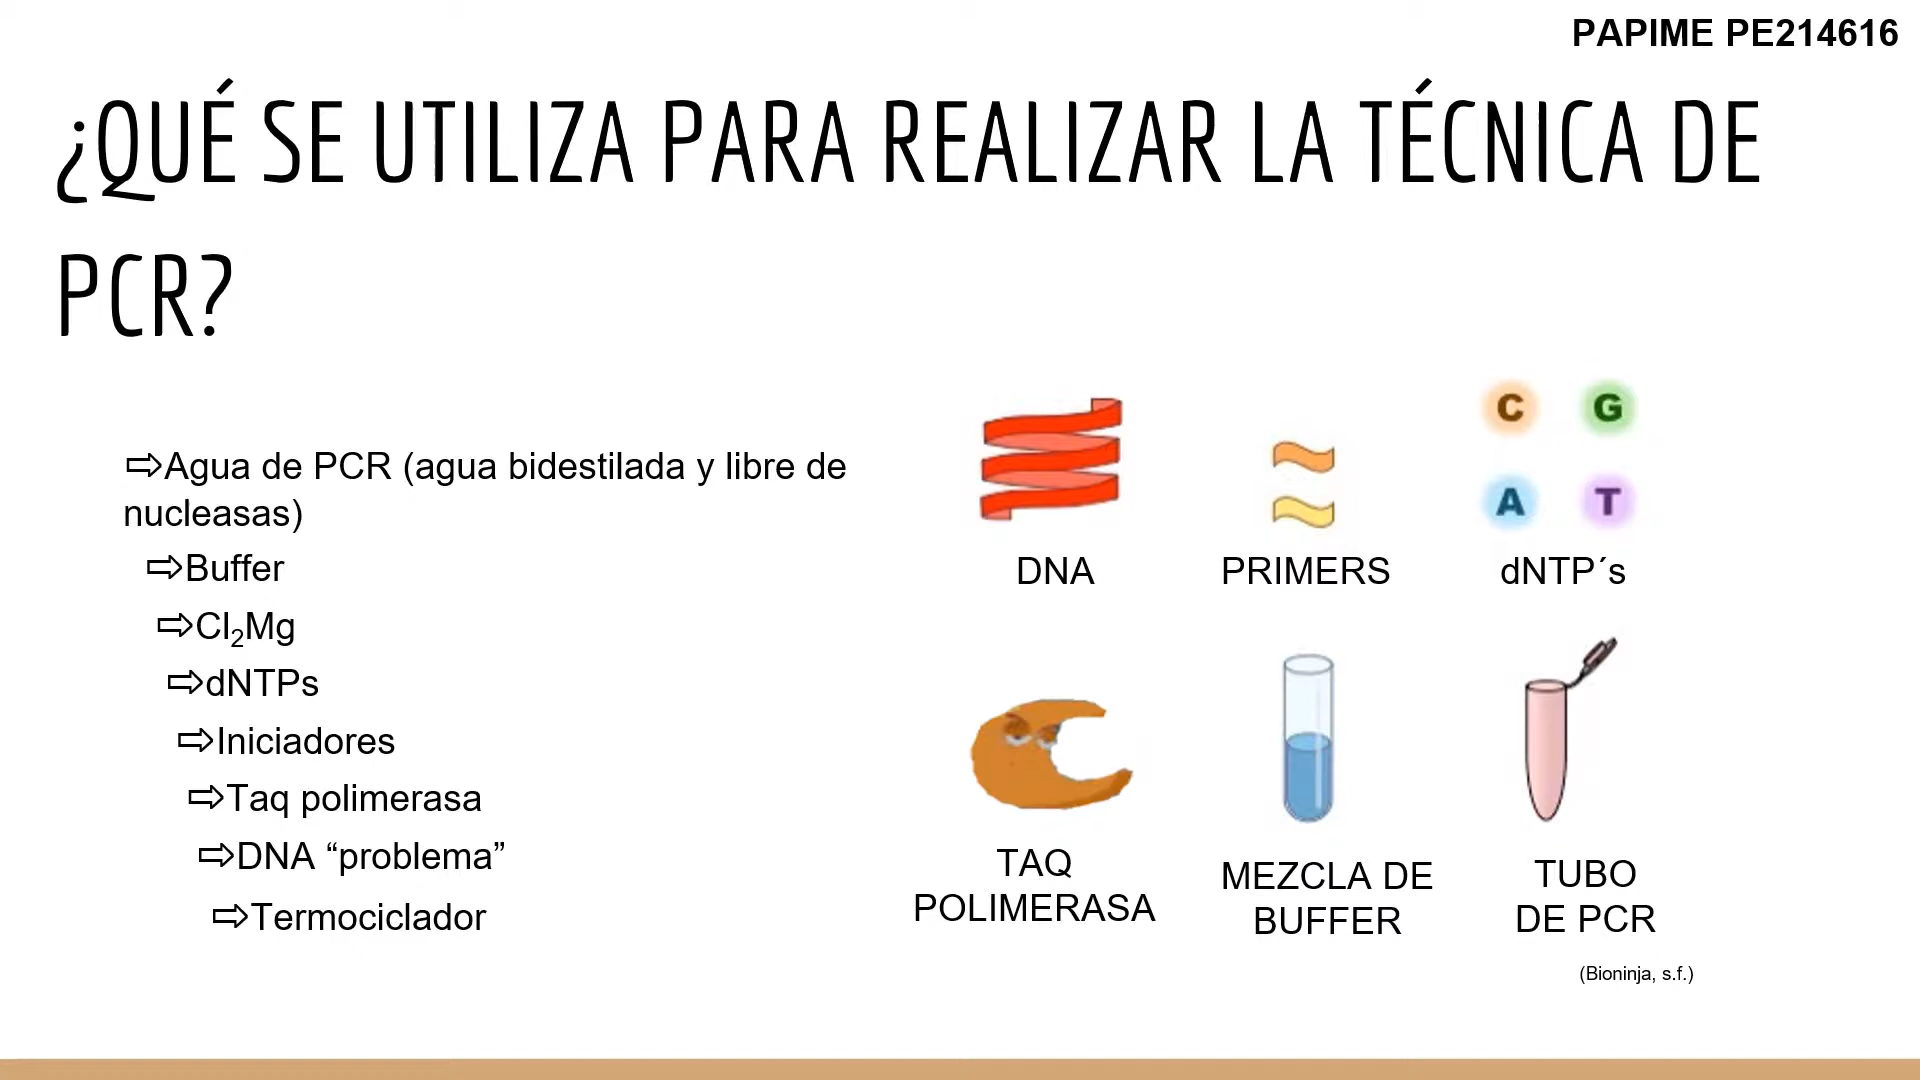 PAPIME PE214616
¿QUÉ SE UTILIZA PARA REALIZAR LA TÉCNICA DE
PCR?
⇨Agua de PCR (agua bidestilada y libre de
nucleasas)
⇨Buffer
⇨Cl₂Mg
⇨dNTPs
⇨Iniciadores
⇨Taq polimerasa
⇨DNA “problema”
⇨Termociclador
C G
A T
DNA
PRIMERS
dNTP´s
TAQ
POLIMERASA
MEZCLA DE
BUFFER
TUBO
DE PCR
(Bioninja, s.f.)